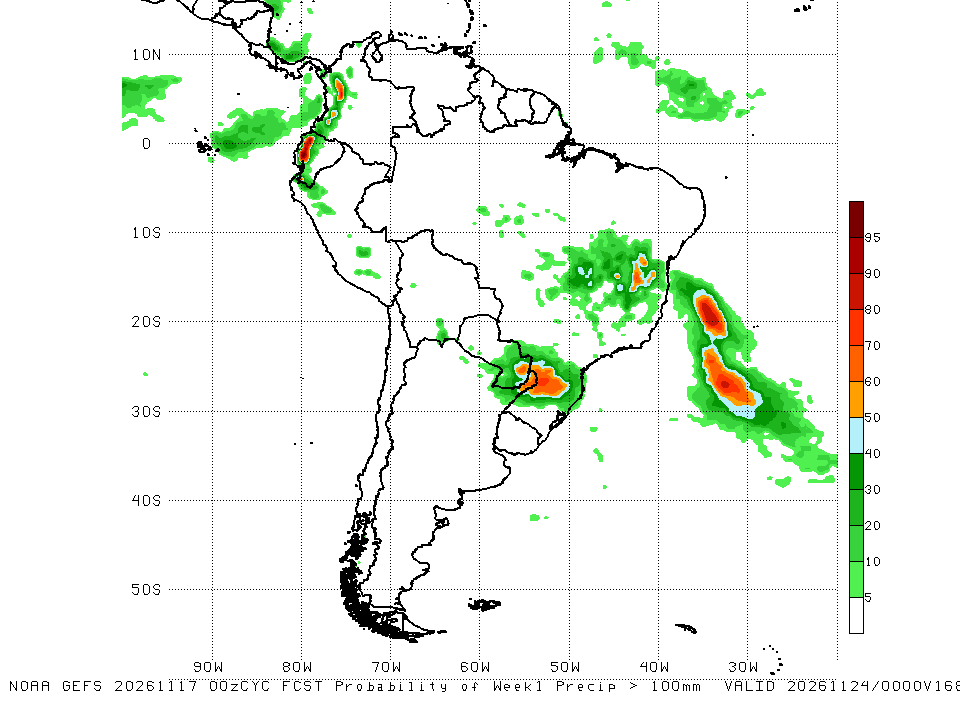 10N
0
10S
20S
30S
40S
50S
90W 80W 70W 60W 50W 40W 30W
95
90
80
70
60
50
40
30
20
10
5
NOAA GEFS 20261117 00zCYC FCST Probability of Week1 Precip > 100mm VALID 20261124/0000V168